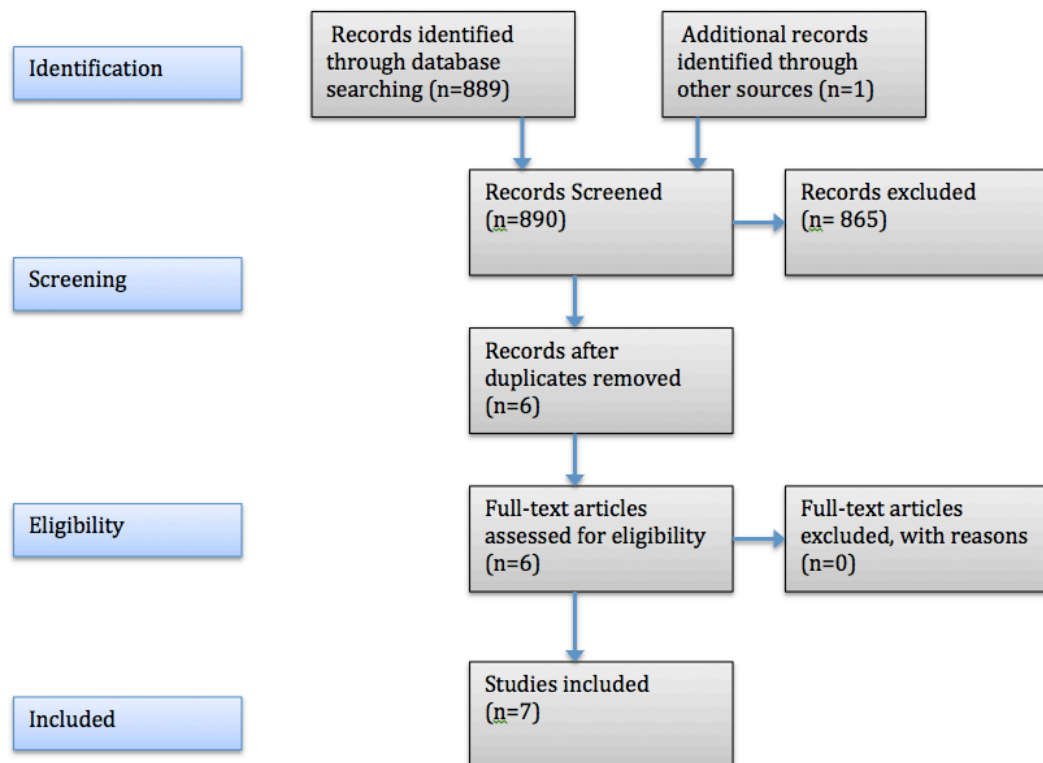 Identification
Records identified
through database
searching (n=889)
Additional records
identified through
other sources (n=1)
Records Screened
(n=890)
Records excluded
(n= 865)
Screening
Records after
duplicates removed
(n=6)
Eligibility
Full-text articles
assessed for eligibility
(n=6)
Full-text articles
excluded, with reasons
(n=0)
Included
Studies included
(n=7)